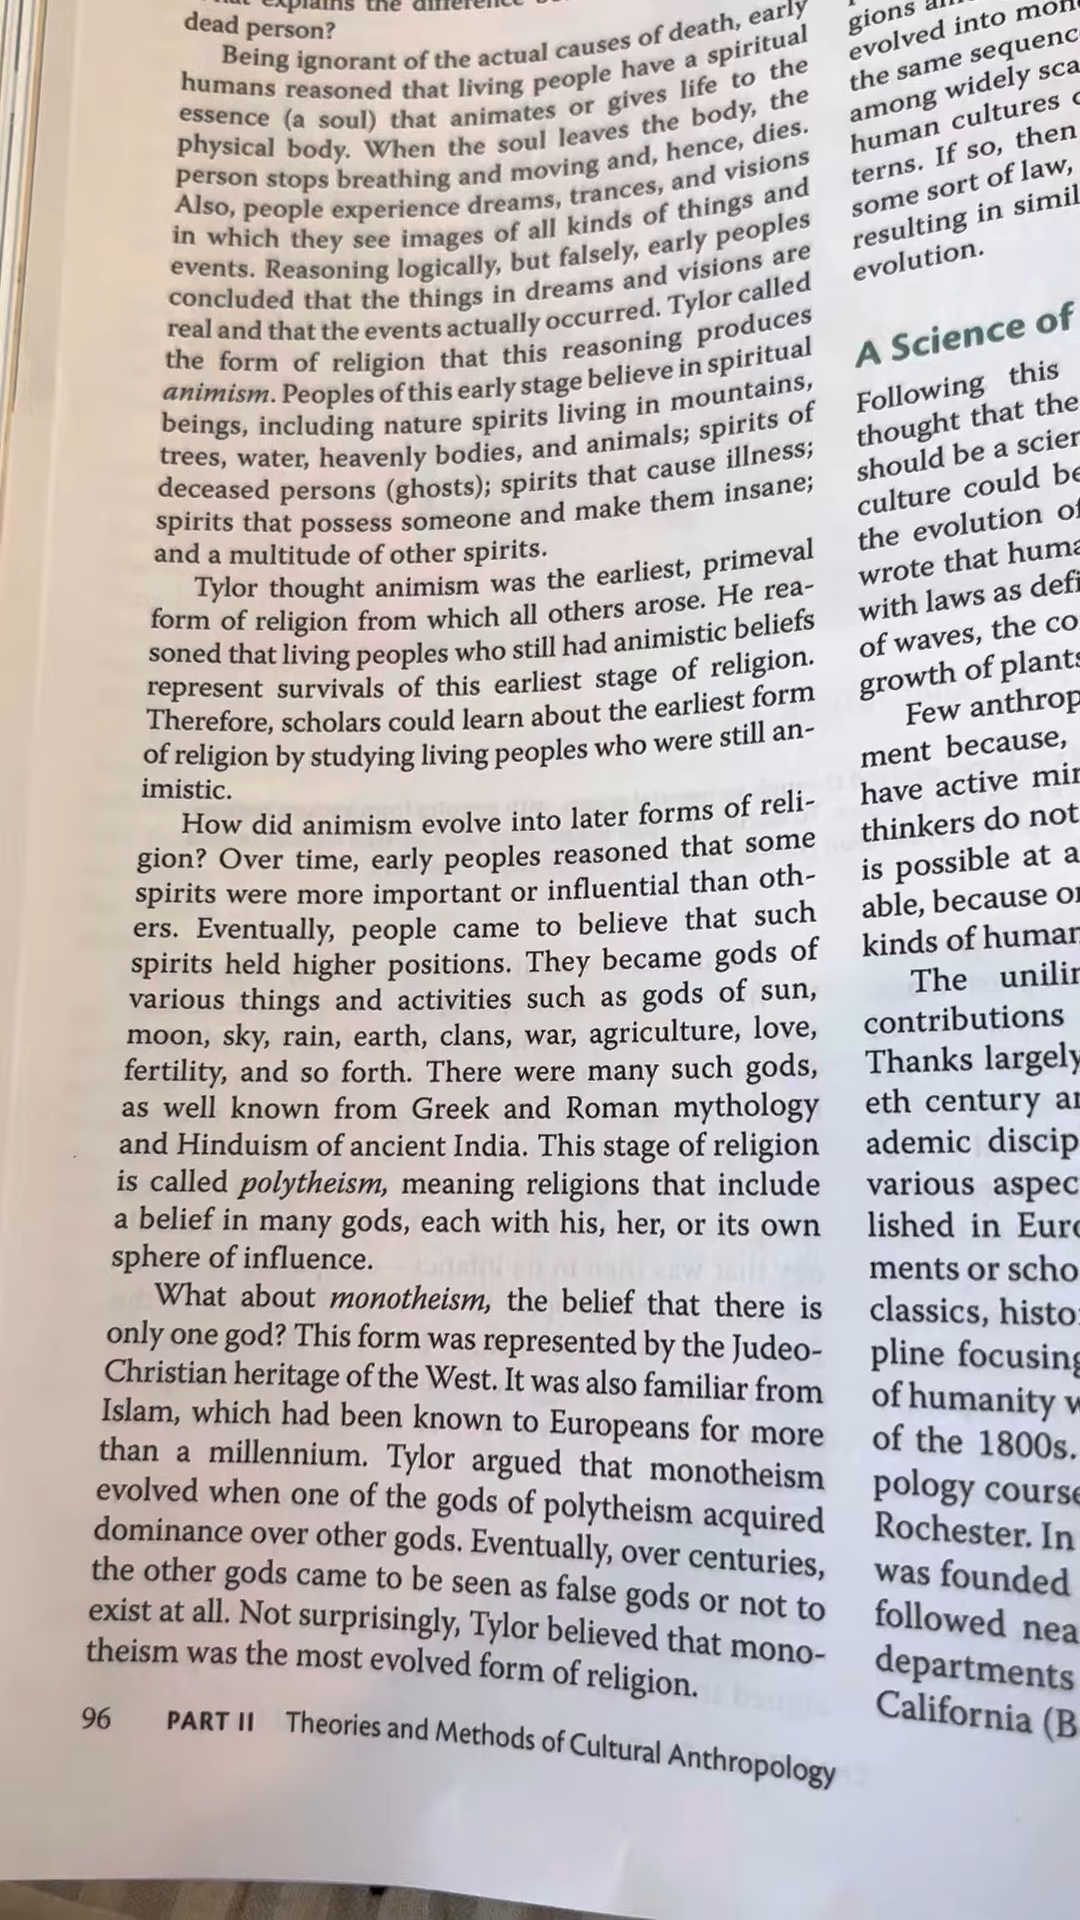 explains the difference
dead person?
Being ignorant of the actual causes of death, early
humans reasoned that living people have a spiritual
essence (a soul) that animates or gives life to the
physical body. When the soul leaves the body, the
person stops breathing and moving and, hence, dies.
Also, people experience dreams, trances, and visions
in which they see images of all kinds of things and
events. Reasoning logically, but falsely, early peoples
concluded that the things in dreams and visions are
real and that the events actually occurred. Tylor called
the form of religion that this reasoning produces
animism. Peoples of this early stage believe in spiritual
beings, including nature spirits living in mountains,
trees, water, heavenly bodies, and animals; spirits of
deceased persons (ghosts); spirits that cause illness;
spirits that possess someone and make them insane;
and a multitude of other spirits.
Tylor thought animism was the earliest, primeval
form of religion from which all others arose. He rea-
soned that living peoples who still had animistic beliefs
represent survivals of this earliest stage of religion.
Therefore, scholars could learn about the earliest form
of religion by studying living peoples who were still an-
imistic.
How did animism evolve into later forms of reli-
gion? Over time, early peoples reasoned that some
spirits were more important or influential than oth-
ers. Eventually, people came to believe that such
spirits held higher positions. They became gods of
various things and activities such as gods of sun,
moon, sky, rain, earth, clans, war, agriculture, love,
fertility, and so forth. There were many such gods,
as well known from Greek and Roman mythology
and Hinduism of ancient India. This stage of religion
is called polytheism, meaning religions that include
a belief in many gods, each with his, her, or its own
sphere of influence.
What about monotheism, the belief that there is
only one god? This form was represented by the Judeo-
Christian heritage of the West. It was also familiar from
Islam, which had been known to Europeans for more
than a millennium. Tylor argued that monotheism
evolved when one of the gods of polytheism acquired
dominance over other gods. Eventually, over centuries,
the other gods came to be seen as false gods or not to
exist at all. Not surprisingly, Tylor believed that mono-
theism was the most evolved form of religion.
96 PART II Theories and Methods of Cultural Anthropology
gions
evolved into
the same
among widely
human cultures
terns. If so, then
some sort of law,
resulting in
evolution.
A Science of
Following this
thought that the
should be a
culture could
the evolution
wrote that
with laws as
of waves, the
growth of plants
Few
ment because,
have active
thinkers do not
is possible at
able, because
kinds of
The
contributions
Thanks largely
eth century
ademic
various
lished in
ments or
classics,
pline
of humanity
of the 1800s.
pology
Rochester. In
was founded
followed
departments
California